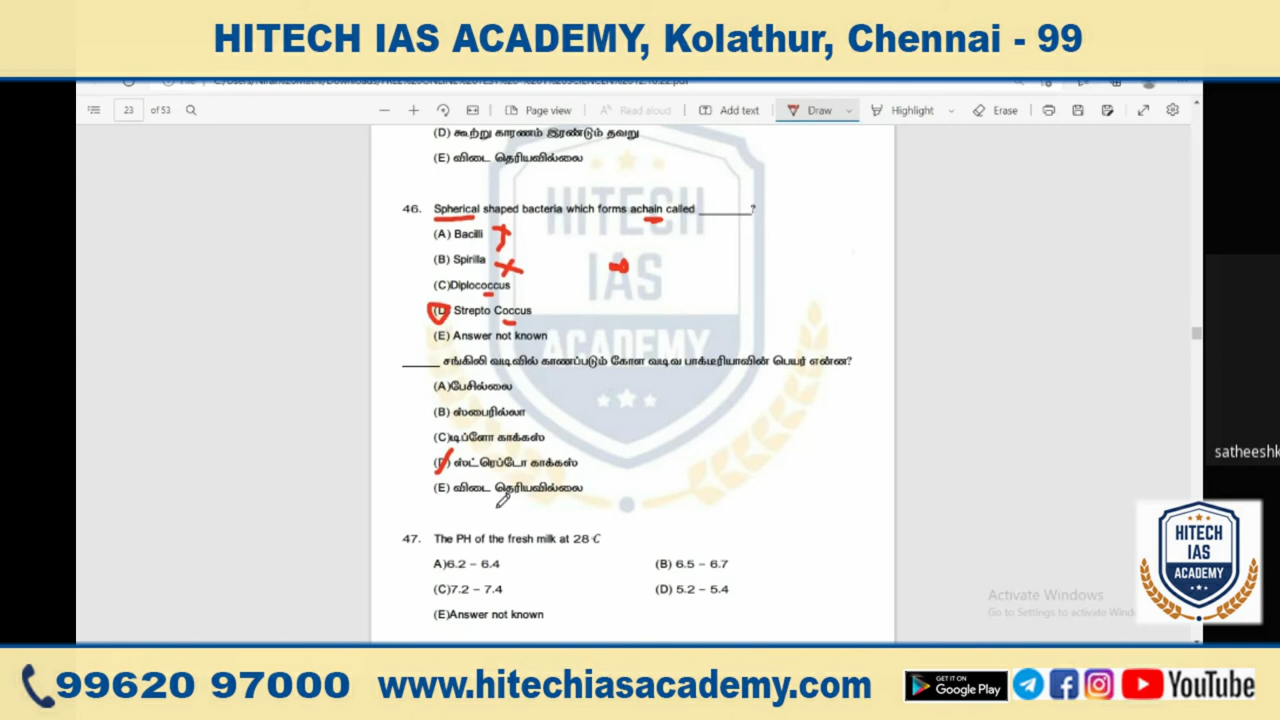 HITECH IAS ACADEMY, Kolathur, Chennai - 99
23 of 53
Page view
Read aloud
Add text
Draw
Highlight
Erase
(D) கூற்று காரணம் இரண்டும் தவறு
(E) விடை தெரியவில்லை
46. Spherical shaped bacteria which forms achain called ________?
(A) Bacilli
(B) Spirilla
(C)Diplococcus
(D) Strepto Coccus
(E) Answer not known
_____ சங்கிலி வடிவில் காணப்படும் கோள வடிவ பாக்டீரியாவின் பெயர் என்ன?
(A)பேசில்லை
(B) ஸ்பைரில்லா
(C)டிப்ளோ காக்கஸ்
(D) ஸ்ட்ரெப்டோ காக்கஸ்
(E) விடை தெரியவில்லை
47. The PH of the fresh milk at 28°C
A)6.2 – 6.4 (B) 6.5 – 6.7
(C)7.2 – 7.4 (D) 5.2 – 5.4
(E)Answer not known
HITECH
IAS
ACADEMY
satheeshk
HITECH
IAS
ACADEMY
Activate Windows
Go to Settings to activate Wind
99620 97000 www.hitechiasacademy.com
GET IT ON
Google Play
YouTube